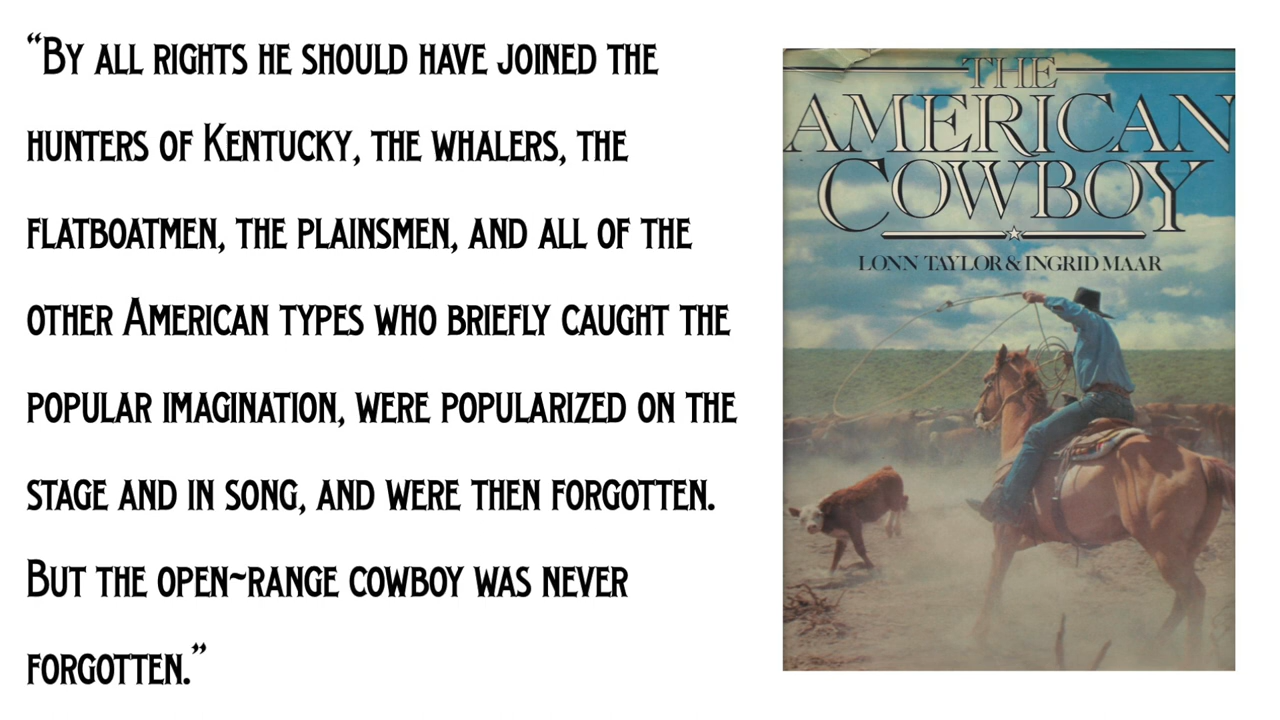 “By all rights he should have joined the
hunters of Kentucky, the whalers, the
flatboatmen, the plainsmen, and all of the
other American types who briefly caught the
popular imagination, were popularized on the
stage and in song, and were then forgotten.
But the open~range cowboy was never
forgotten.”
THE
AMERICAN
COWBOY
LONN TAYLOR & INGRID MAAR